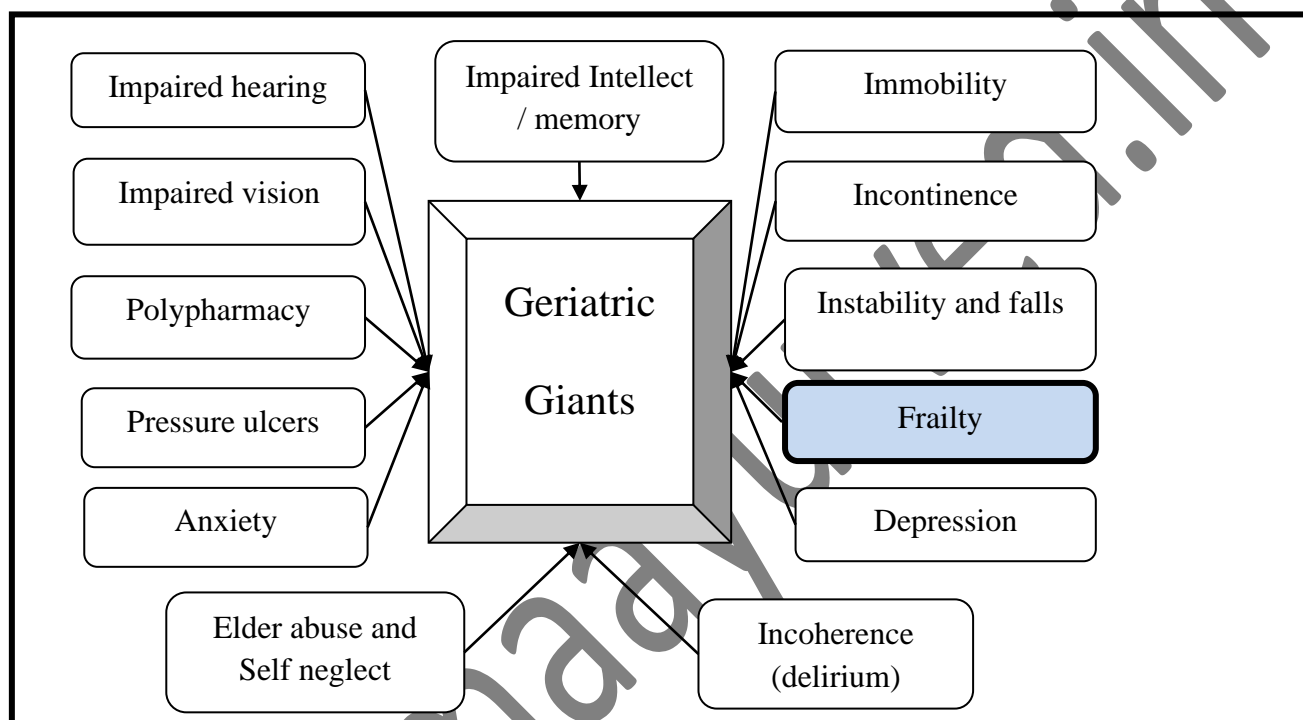 Impaired hearing
Impaired Intellect
/ memory
Immobility
Impaired vision
Incontinence
Polypharmacy
Geriatric
Giants
Instability and falls
Pressure ulcers
Frailty
Anxiety
Depression
Elder abuse and
Self neglect
Incoherence
(delirium)